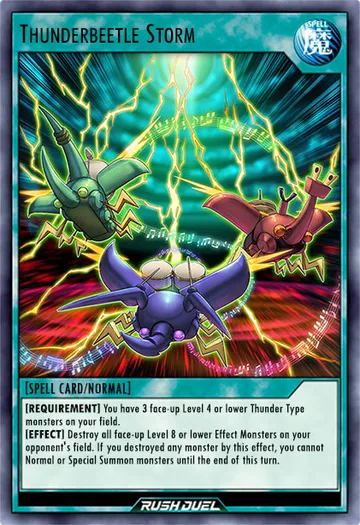 Thunderbeetle Storm
SPELL
魔
[SPELL CARD/NORMAL]
[REQUIREMENT] You have 3 face-up Level 4 or lower Thunder Type
monsters on your field.
[EFFECT] Destroy all face-up Level 8 or lower Effect Monsters on your
opponent's field. If you destroyed any monster by this effect, you cannot
Normal or Special Summon monsters until the end of this turn.
RUSH DUEL